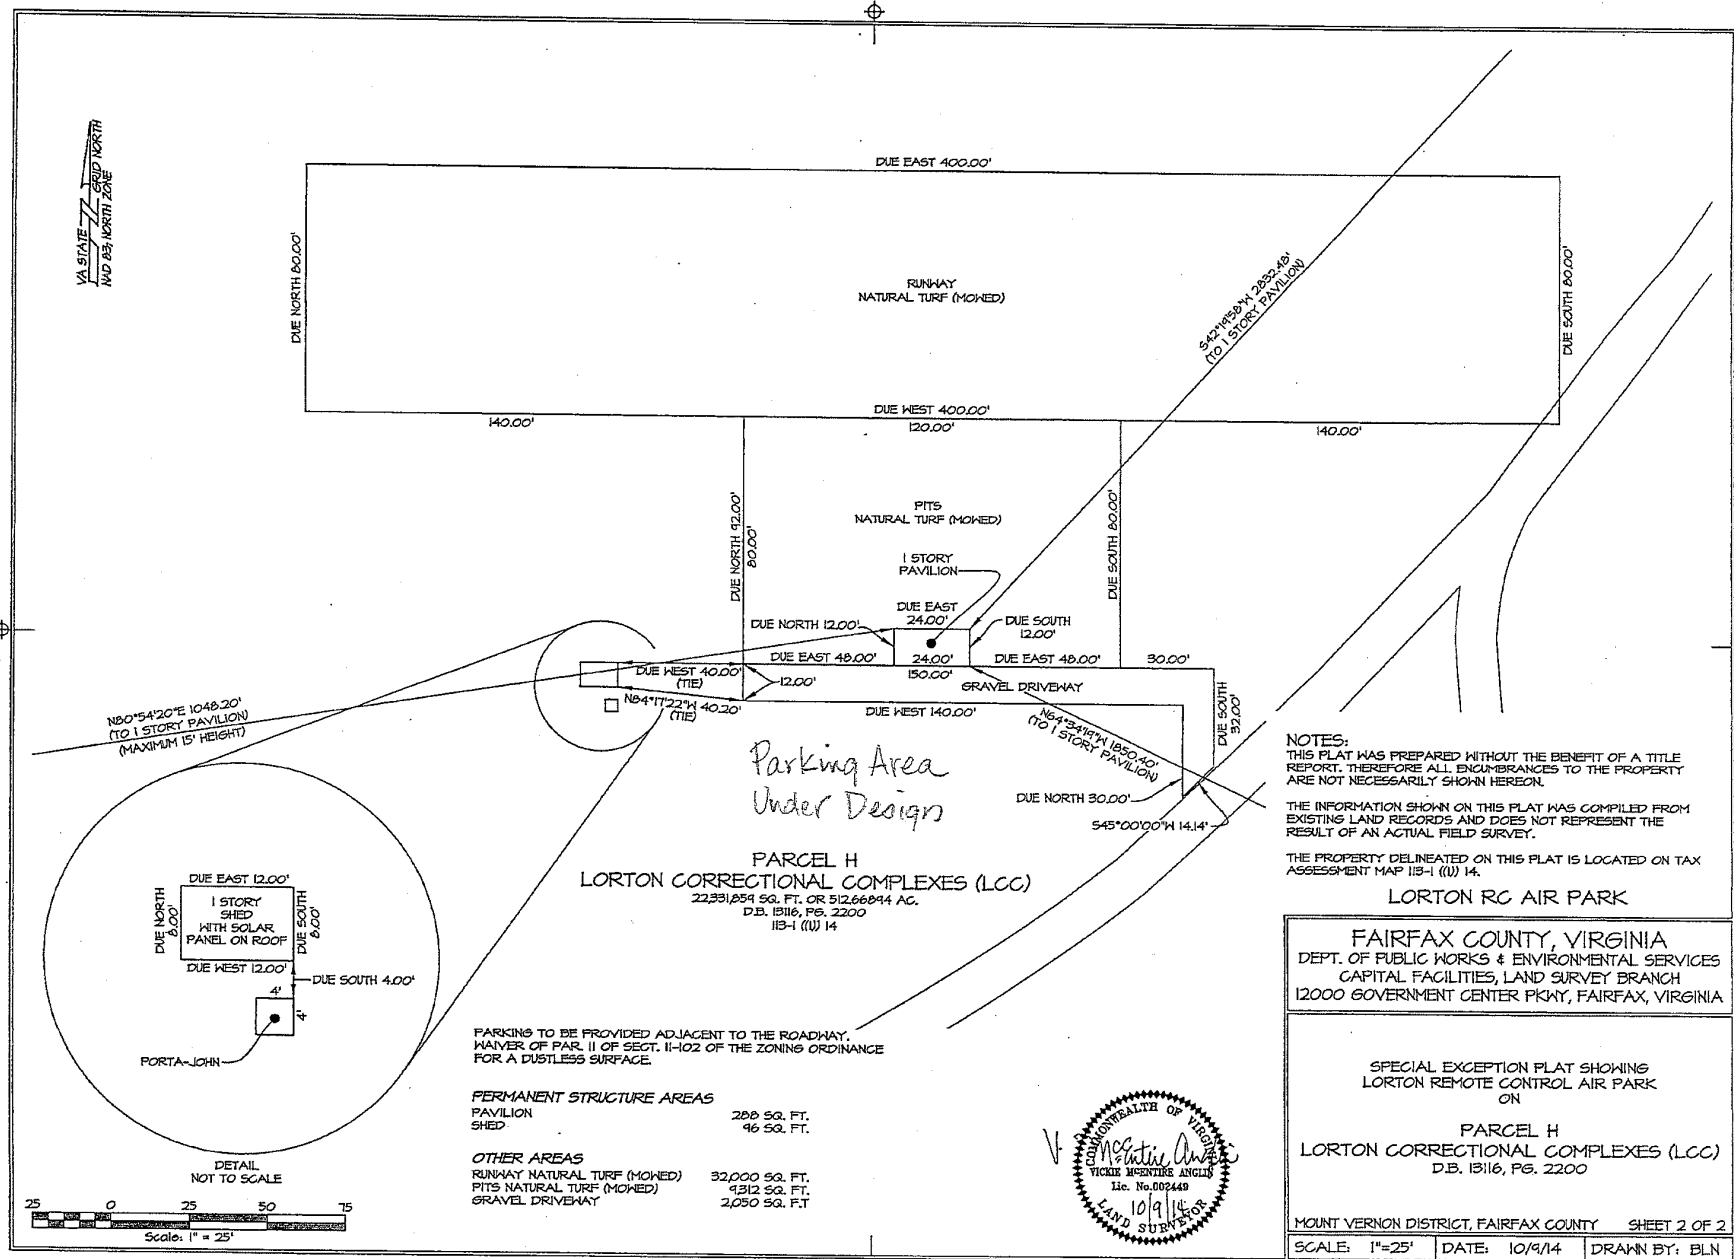 VA STATE GRID NORTH
NAD 83; NORTH ZONE
DUE EAST 400.00'
DUE NORTH 80.00'
RUNWAY
NATURAL TURF (MOWED)
S42°19'58"W 2832.48'
(TO 1 STORY PAVILION)
DUE SOUTH 80.00'
DUE WEST 400.00'
140.00'
120.00'
140.00'
DUE NORTH 92.00'
80.00'
PITS
NATURAL TURF (MOWED)
DUE SOUTH 80.00'
1 STORY
PAVILION
DUE EAST
24.00'
DUE NORTH 12.00'
DUE SOUTH
12.00'
DUE EAST 48.00'
24.00'
DUE EAST 48.00'
30.00'
150.00'
DUE WEST 40.00'
(TIE)
12.00'
GRAVEL DRIVEWAY
N84°17'22"W 40.20'
(TIE)
DUE WEST 140.00'
DUE SOUTH
32.00'
N80°54'20"E 1048.20'
(TO 1 STORY PAVILION)
(MAXIMUM 15' HEIGHT)
N64°34'19"W 1850.40'
(TO 1 STORY PAVILION)
Parking Area
Under Design
DUE NORTH 30.00'
S45°00'00"W 14.14'
NOTES:
THIS PLAT WAS PREPARED WITHOUT THE BENEFIT OF A TITLE
REPORT. THEREFORE ALL ENCUMBRANCES TO THE PROPERTY
ARE NOT NECESSARILY SHOWN HEREON.
THE INFORMATION SHOWN ON THIS PLAT WAS COMPILED FROM
EXISTING LAND RECORDS AND DOES NOT REPRESENT THE
RESULT OF AN ACTUAL FIELD SURVEY.
THE PROPERTY DELINEATED ON THIS PLAT IS LOCATED ON TAX
ASSESSMENT MAP 113-1 ((1)) 14.
LORTON RC AIR PARK
PARCEL H
LORTON CORRECTIONAL COMPLEXES (LCC)
22,331,859 SQ. FT. OR 512.66894 AC.
D.B. 13116, PG. 2200
113-1 ((1)) 14
DUE EAST 12.00'
DUE NORTH
8.00'
1 STORY
SHED
WITH SOLAR
PANEL ON ROOF
DUE SOUTH
8.00'
DUE WEST 12.00'
DUE SOUTH 4.00'
4'
4'
PORTA-JOHN
DETAIL
NOT TO SCALE
25 0 25 50 75
Scale: 1" = 25'
PARKING TO BE PROVIDED ADJACENT TO THE ROADWAY.
WAIVER OF PAR. 11 OF SECT. 11-102 OF THE ZONING ORDINANCE
FOR A DUSTLESS SURFACE.
PERMANENT STRUCTURE AREAS
PAVILION 288 SQ. FT.
SHED 96 SQ. FT.
OTHER AREAS
RUNWAY NATURAL TURF (MOWED) 32,000 SQ. FT.
PITS NATURAL TURF (MOWED) 9,312 SQ. FT.
GRAVEL DRIVEWAY 2,050 SQ. F.T
COMMONWEALTH OF VIRGINIA
V. McEntire Anglin
VICKIE MCENTIRE ANGLIN
Lic. No.002449
10/9/14
LAND SURVEYOR
FAIRFAX COUNTY, VIRGINIA
DEPT. OF PUBLIC WORKS & ENVIRONMENTAL SERVICES
CAPITAL FACILITIES, LAND SURVEY BRANCH
12000 GOVERNMENT CENTER PKWY, FAIRFAX, VIRGINIA
SPECIAL EXCEPTION PLAT SHOWING
LORTON REMOTE CONTROL AIR PARK
ON
PARCEL H
LORTON CORRECTIONAL COMPLEXES (LCC)
D.B. 13116, PG. 2200
MOUNT VERNON DISTRICT, FAIRFAX COUNTY SHEET 2 OF 2
SCALE: 1"=25' DATE: 10/9/14 DRAWN BY: BLN